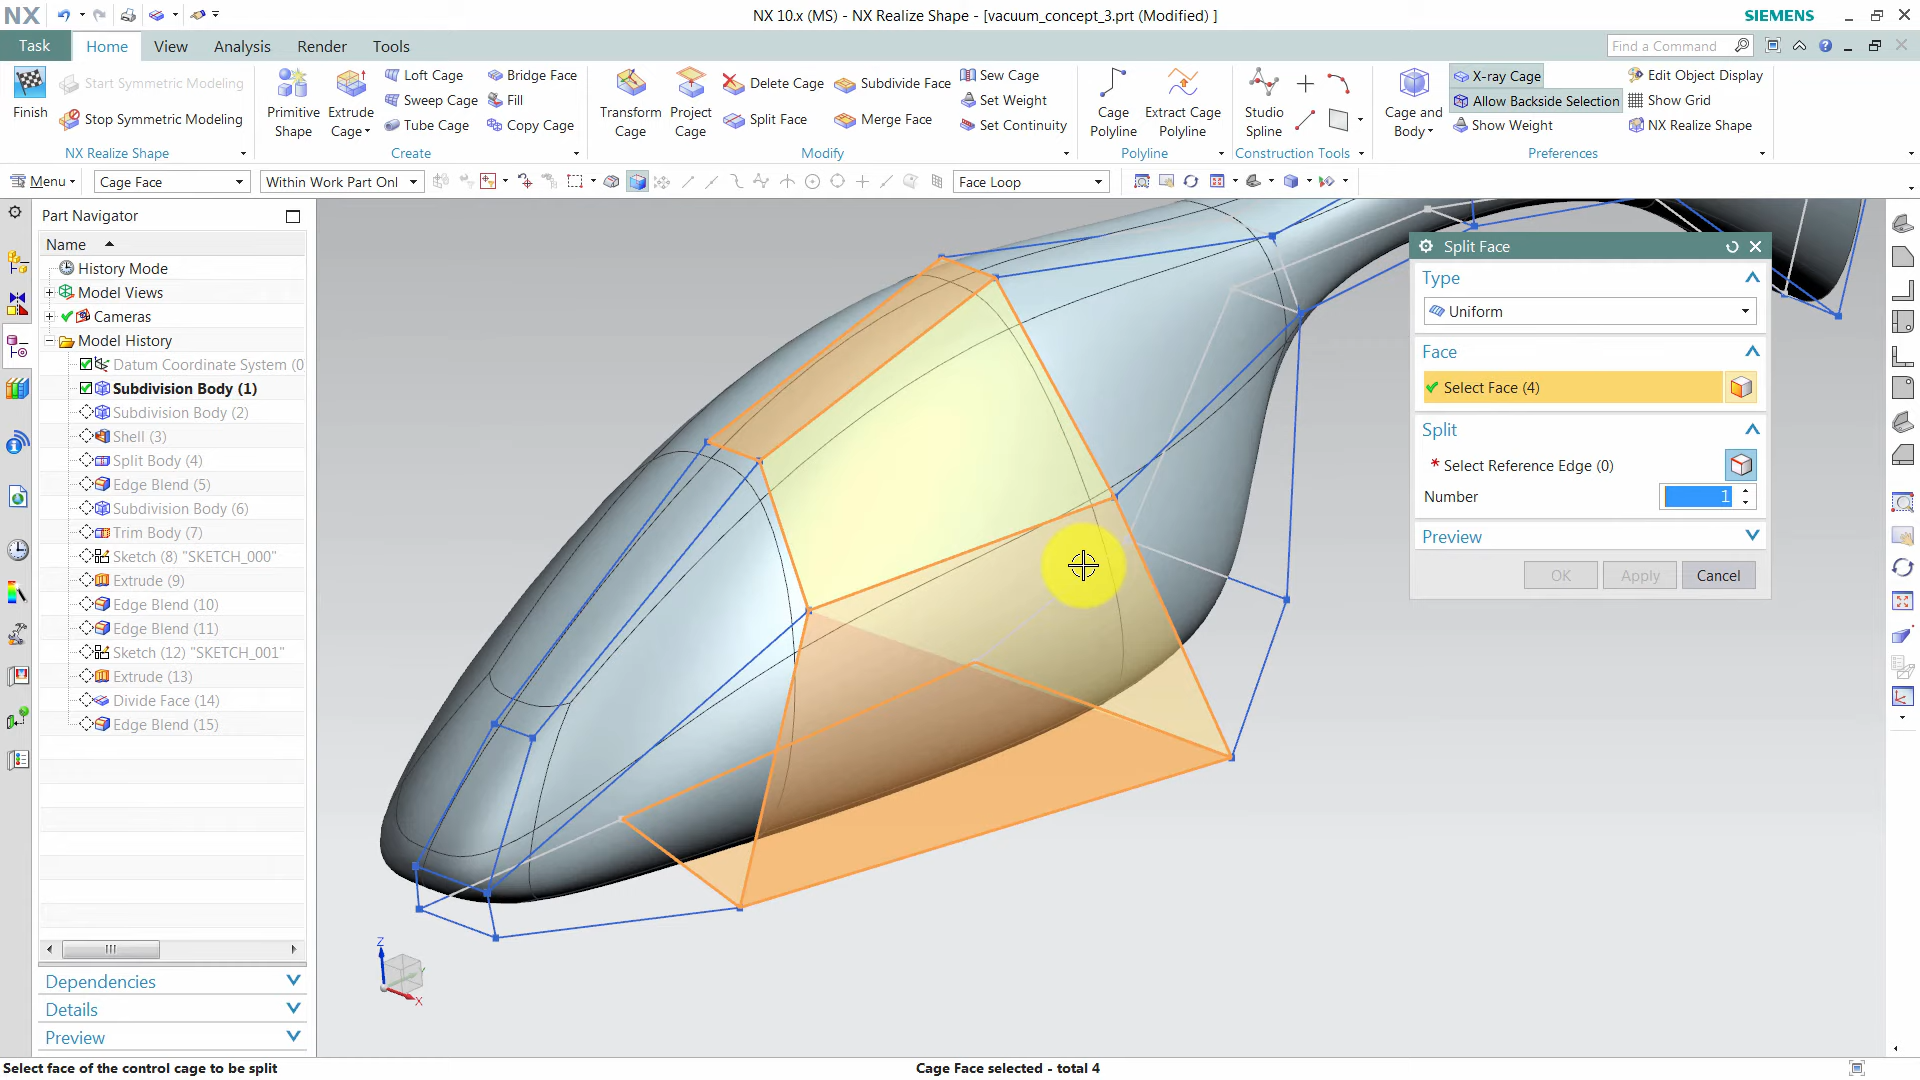 NX
NX 10.x (MS) - NX Realize Shape - [vacuum_concept_3.prt (Modified) ]
SIEMENS
Task
Home
View
Analysis
Render
Tools
Find a Command
Finish
Start Symmetric Modeling
Stop Symmetric Modeling
NX Realize Shape
Primitive Shape
Extrude Cage
Loft Cage
Sweep Cage
Tube Cage
Bridge Face
Fill
Copy Cage
Create
Transform Cage
Project Cage
Delete Cage
Split Face
Subdivide Face
Merge Face
Sew Cage
Set Weight
Set Continuity
Modify
Cage Polyline
Extract Cage Polyline
Polyline
Studio Spline
Construction Tools
Cage and Body
X-ray Cage
Allow Backside Selection
Show Weight
Edit Object Display
Show Grid
NX Realize Shape
Preferences
Menu
Cage Face
Within Work Part Onl
Face Loop
Part Navigator
Name
History Mode
Model Views
Cameras
Model History
Datum Coordinate System (0
Subdivision Body (1)
Subdivision Body (2)
Shell (3)
Split Body (4)
Edge Blend (5)
Subdivision Body (6)
Trim Body (7)
Sketch (8) "SKETCH_000"
Extrude (9)
Edge Blend (10)
Edge Blend (11)
Sketch (12) "SKETCH_001"
Extrude (13)
Divide Face (14)
Edge Blend (15)
Dependencies
Details
Preview
Split Face
Type
Uniform
Face
Select Face (4)
Split
* Select Reference Edge (0)
Number
1
Preview
OK
Apply
Cancel
Z
X
Select face of the control cage to be split
Cage Face selected - total 4